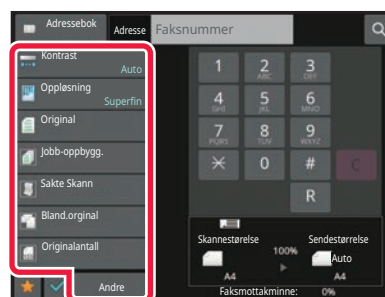 Adressebok
Adresse
Faksnummer
Kontrast
Auto
Oppløsning
Superfin
Original
Jobb-oppbygg.
Sakte Skann
Bland.orginal
Originalantall
Andre
1
2
ABC
3
DEF
4
GHI
5
JKL
6
MNO
7
PQRS
8
TUV
9
WXYZ
0
#
C
R
Skannestørelse
100%
Sendestørrelse
Auto
A4
A4
Faksmottakminne:
0%